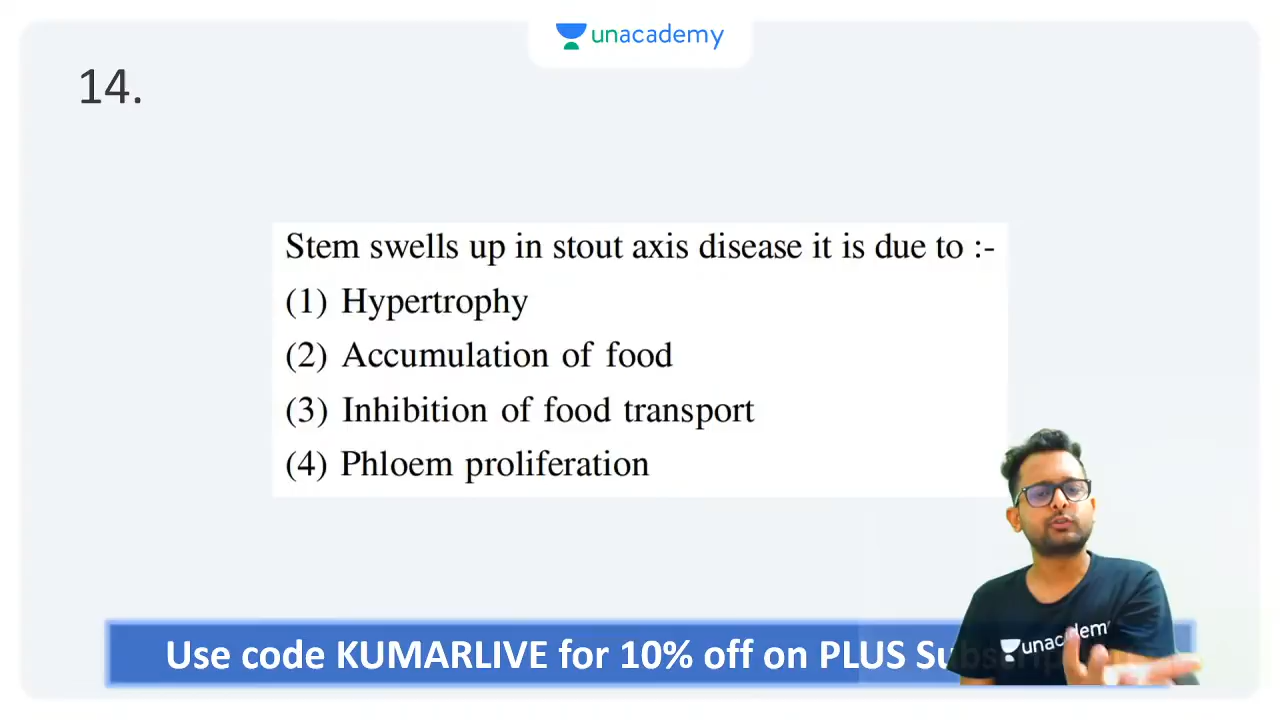 unacademy
14.
Stem swells up in stout axis disease it is due to :-
(1) Hypertrophy
(2) Accumulation of food
(3) Inhibition of food transport
(4) Phloem proliferation
unacademy
Use code KUMARLIVE for 10% off on PLUS